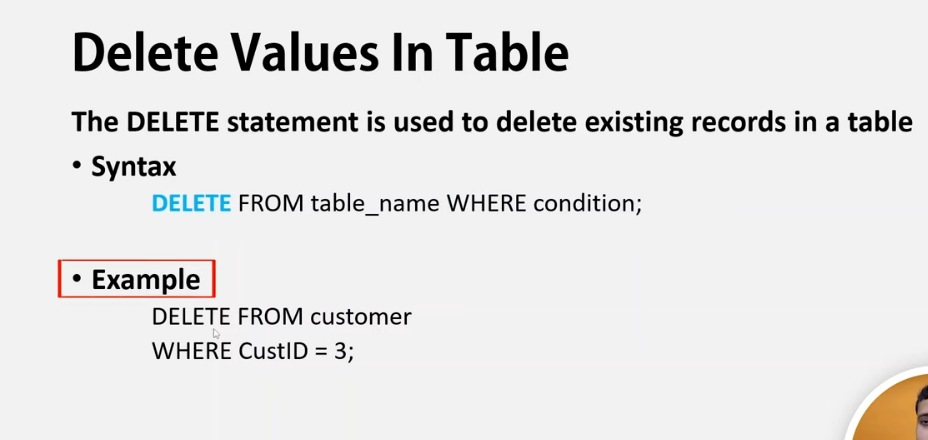 Delete Values In Table
The DELETE statement is used to delete existing records in a table
• Syntax
DELETE FROM table_name WHERE condition;
• Example
DELETE FROM customer
WHERE CustID = 3;